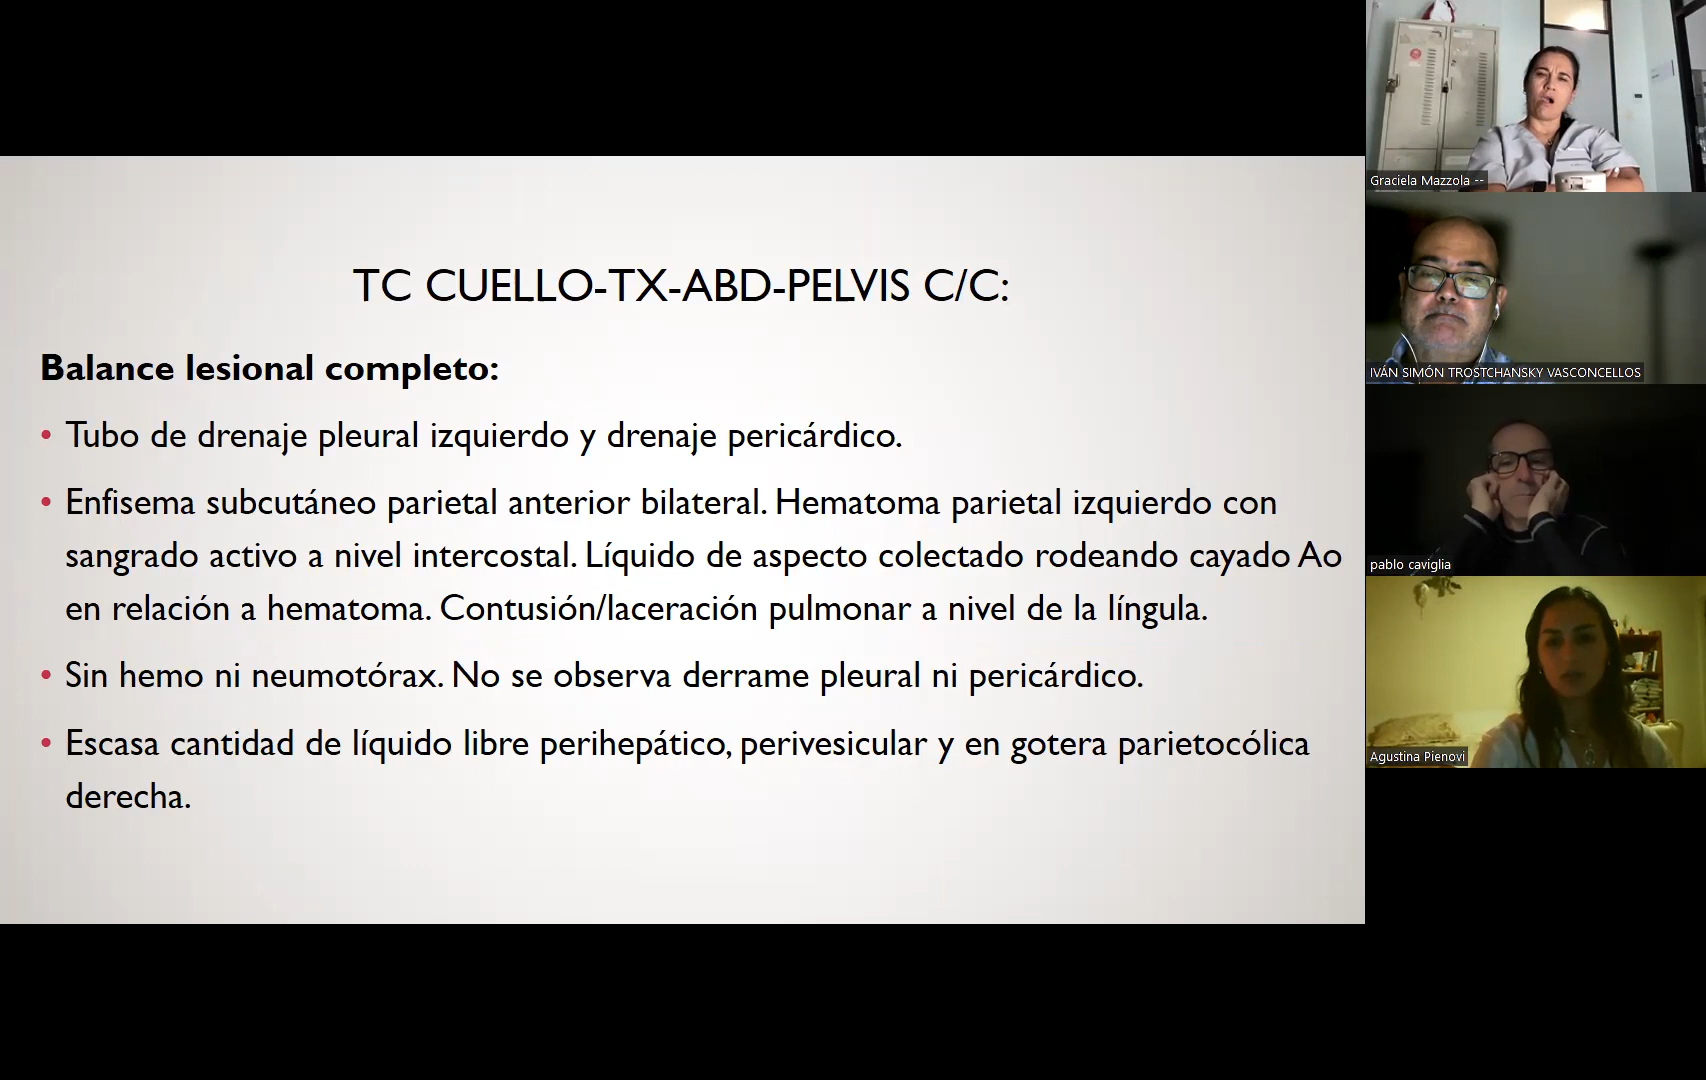 TC CUELLO-TX-ABD-PELVIS C/C:
Balance lesional completo:
• Tubo de drenaje pleural izquierdo y drenaje pericárdico.
• Enfisema subcutáneo parietal anterior bilateral. Hematoma parietal izquierdo con
sangrado activo a nivel intercostal. Líquido de aspecto colectado rodeando cayado Ao
en relación a hematoma. Contusión/laceración pulmonar a nivel de la língula.
• Sin hemo ni neumotórax. No se observa derrame pleural ni pericárdico.
• Escasa cantidad de líquido libre perihepático, perivesicular y en gotera parietocólica
derecha.
Graciela Mazzola --
IVÁN SIMÓN TROSTCHANSKY VASCONCELLOS
pablo caviglia
Agustina Pienovi